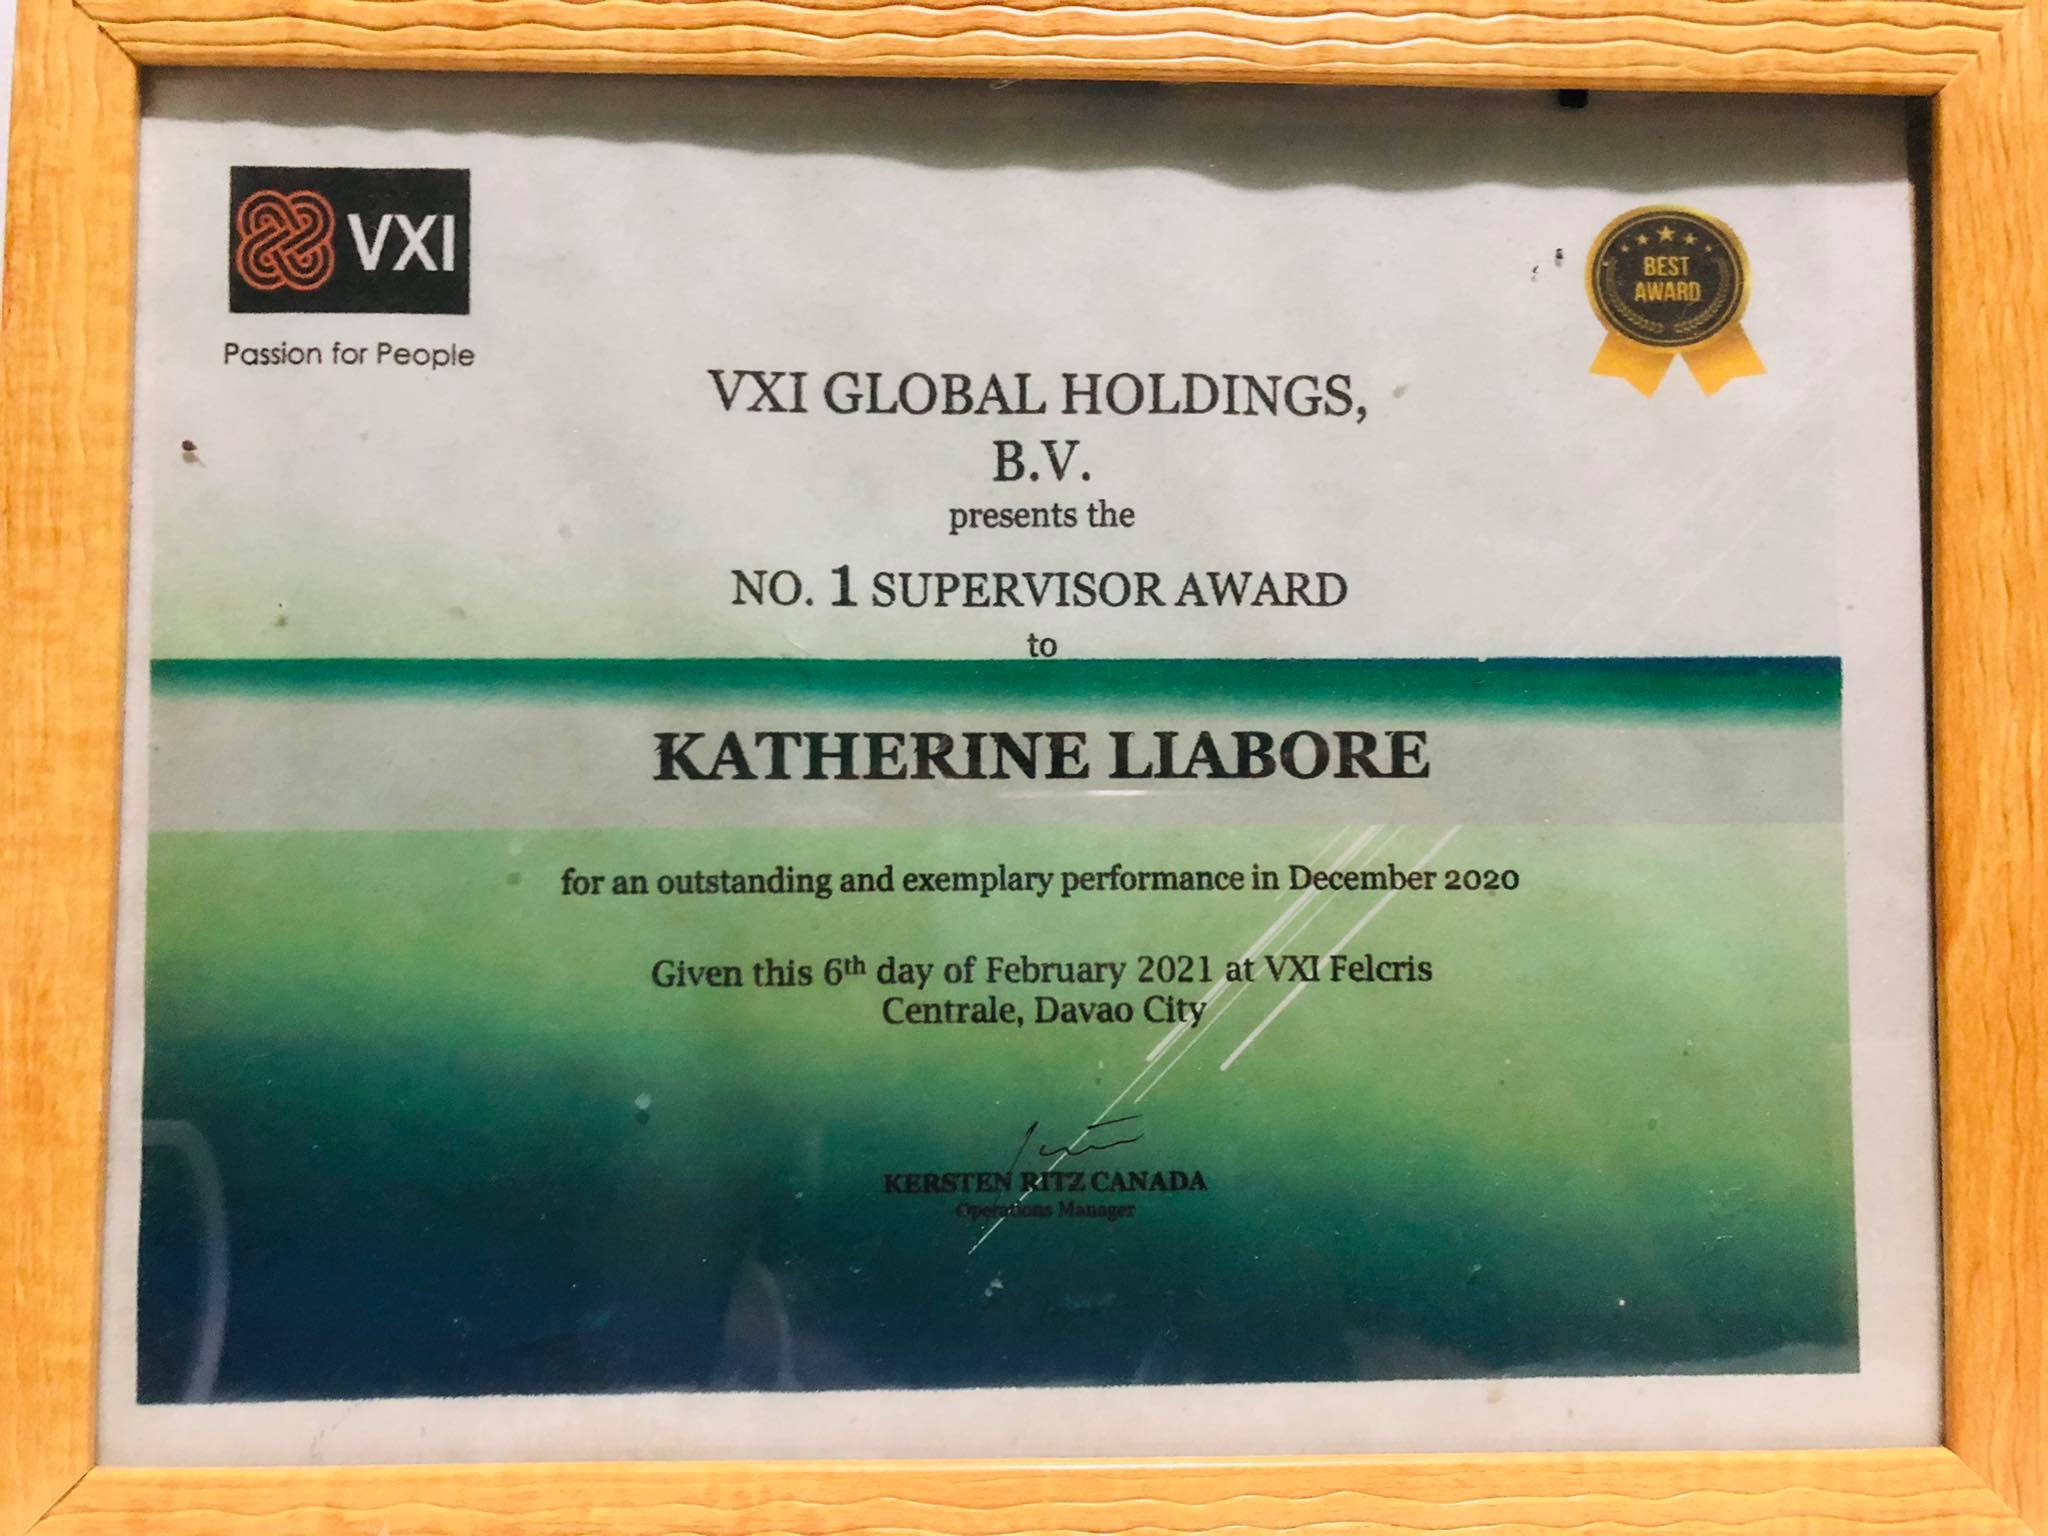 VXI
Passion for People
BEST
AWARD
VXI GLOBAL HOLDINGS,
B.V.
presents the
NO. 1 SUPERVISOR AWARD
to
KATHERINE LIABORE
for an outstanding and exemplary performance in December 2020
Given this 6th day of February 2021 at VXI Felcris
Centrale, Davao City
KERSTEN RITZ CANADA
Operations Manager